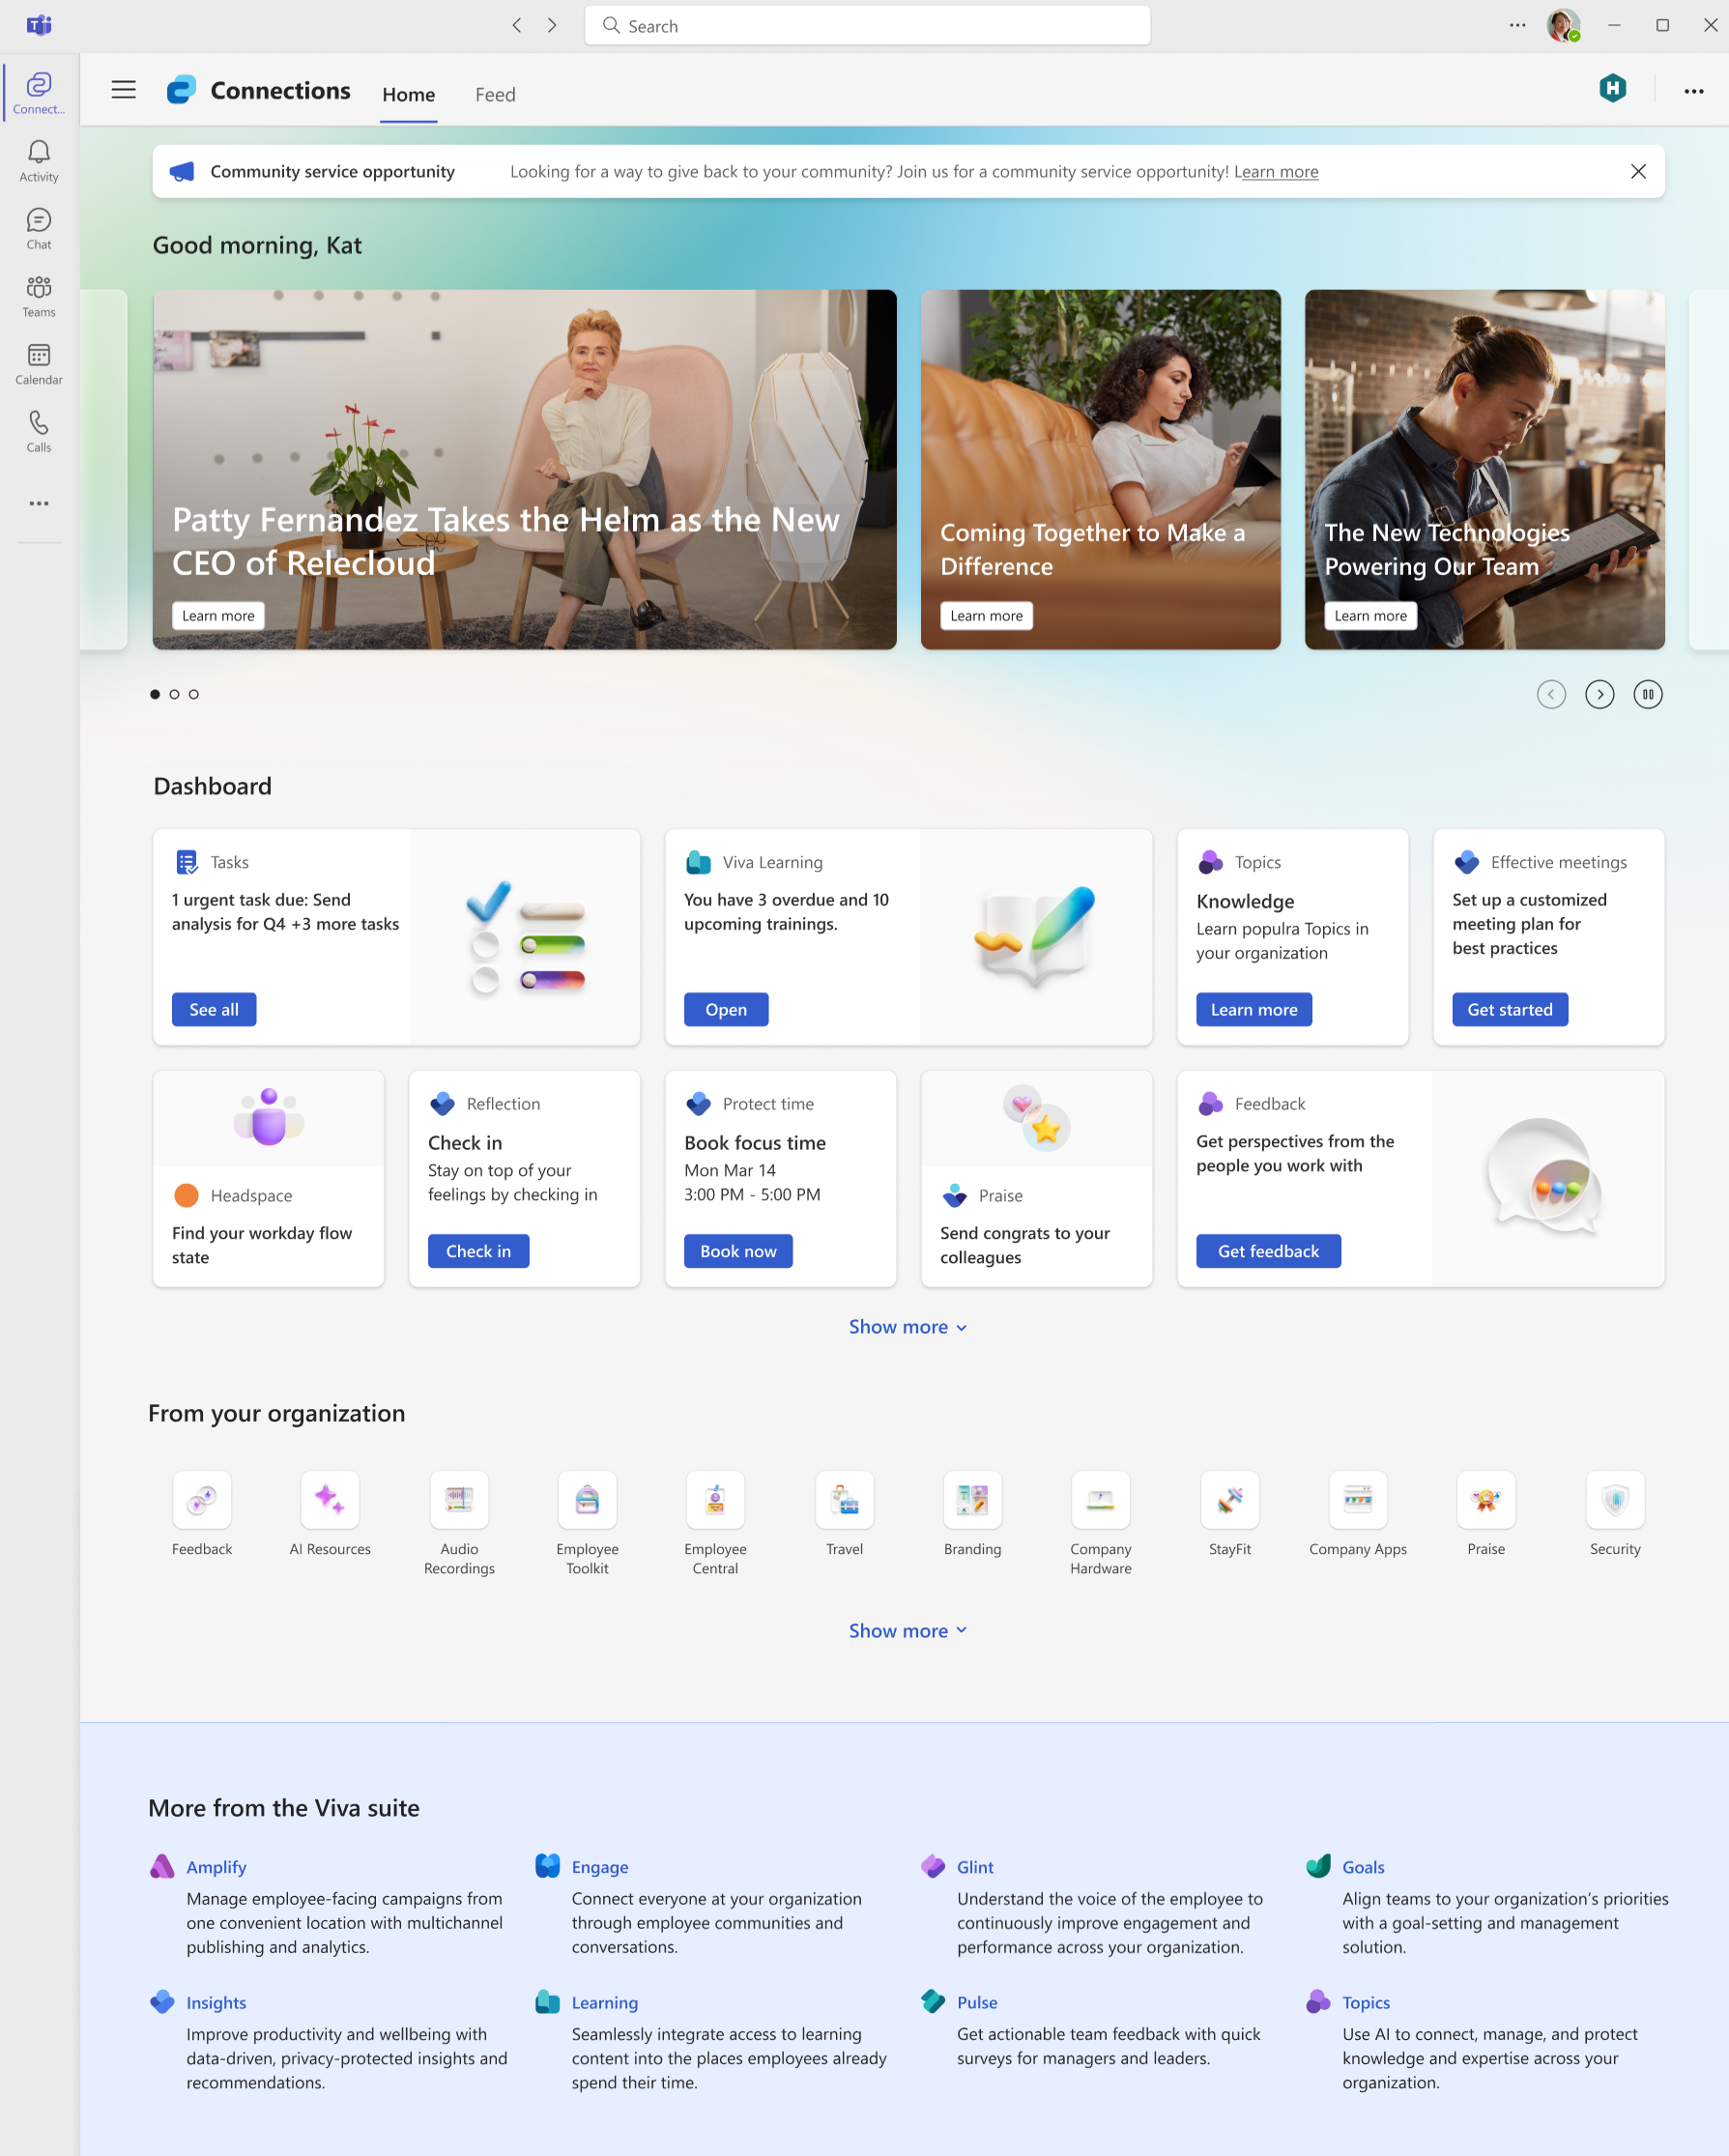 Search
Connect...
Activity
Chat
Teams
Calendar
Calls
Connections
Home
Feed
H
Community service opportunity
Looking for a way to give back to your community? Join us for a community service opportunity! Learn more
Good morning, Kat
Patty Fernandez Takes the Helm as the New
CEO of Relecloud
Learn more
Coming Together to Make a
Difference
Learn more
The New Technologies
Powering Our Team
Learn more
Dashboard
Tasks
1 urgent task due: Send
analysis for Q4 +3 more tasks
See all
Viva Learning
You have 3 overdue and 10
upcoming trainings.
Open
Topics
Knowledge
Learn populra Topics in
your organization
Learn more
Effective meetings
Set up a customized
meeting plan for
best practices
Get started
Headspace
Find your workday flow
state
Reflection
Check in
Stay on top of your
feelings by checking in
Check in
Protect time
Book focus time
Mon Mar 14
3:00 PM - 5:00 PM
Book now
Praise
Send congrats to your
colleagues
Feedback
Get perspectives from the
people you work with
Get feedback
Show more
From your organization
Feedback
AI Resources
Audio
Recordings
Employee
Toolkit
Employee
Central
Travel
Branding
Company
Hardware
StayFit
Company Apps
Praise
Security
Show more
More from the Viva suite
Amplify
Manage employee-facing campaigns from
one convenient location with multichannel
publishing and analytics.
Engage
Connect everyone at your organization
through employee communities and
conversations.
Glint
Understand the voice of the employee to
continuously improve engagement and
performance across your organization.
Goals
Align teams to your organization's priorities
with a goal-setting and management
solution.
Insights
Improve productivity and wellbeing with
data-driven, privacy-protected insights and
recommendations.
Learning
Seamlessly integrate access to learning
content into the places employees already
spend their time.
Pulse
Get actionable team feedback with quick
surveys for managers and leaders.
Topics
Use AI to connect, manage, and protect
knowledge and expertise across your
organization.